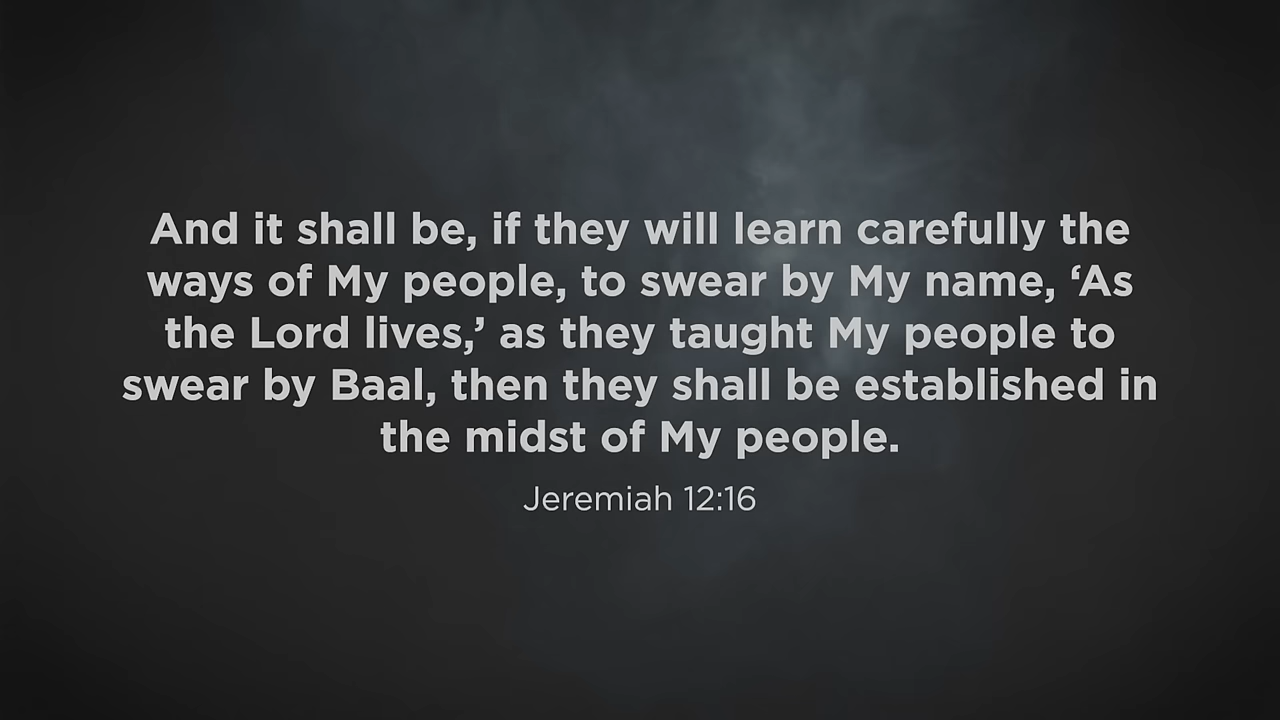 And it shall be, if they will learn carefully the
ways of My people, to swear by My name, ‘As
the Lord lives,’ as they taught My people to
swear by Baal, then they shall be established in
the midst of My people.
Jeremiah 12:16